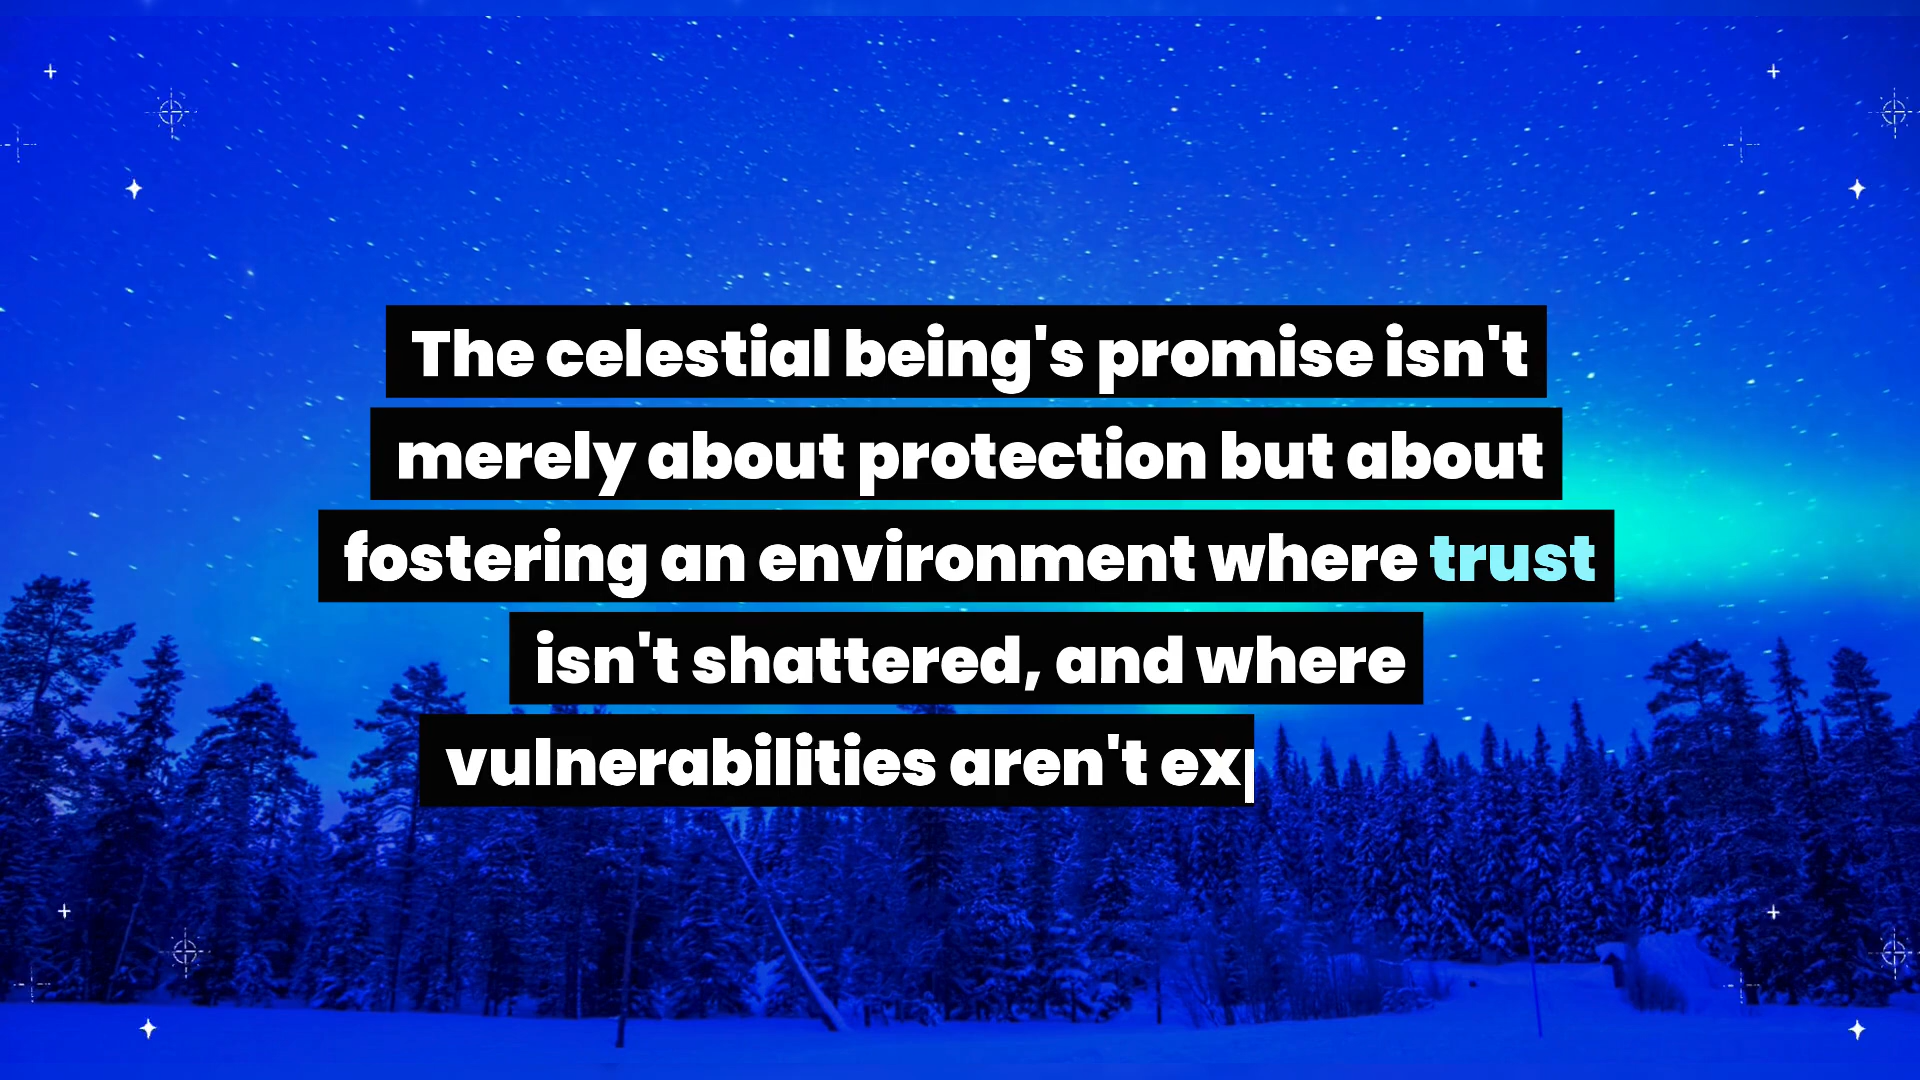 The celestial being's promise isn't
merely about protection but about
fostering an environment where trust
isn't shattered, and where
vulnerabilities aren't